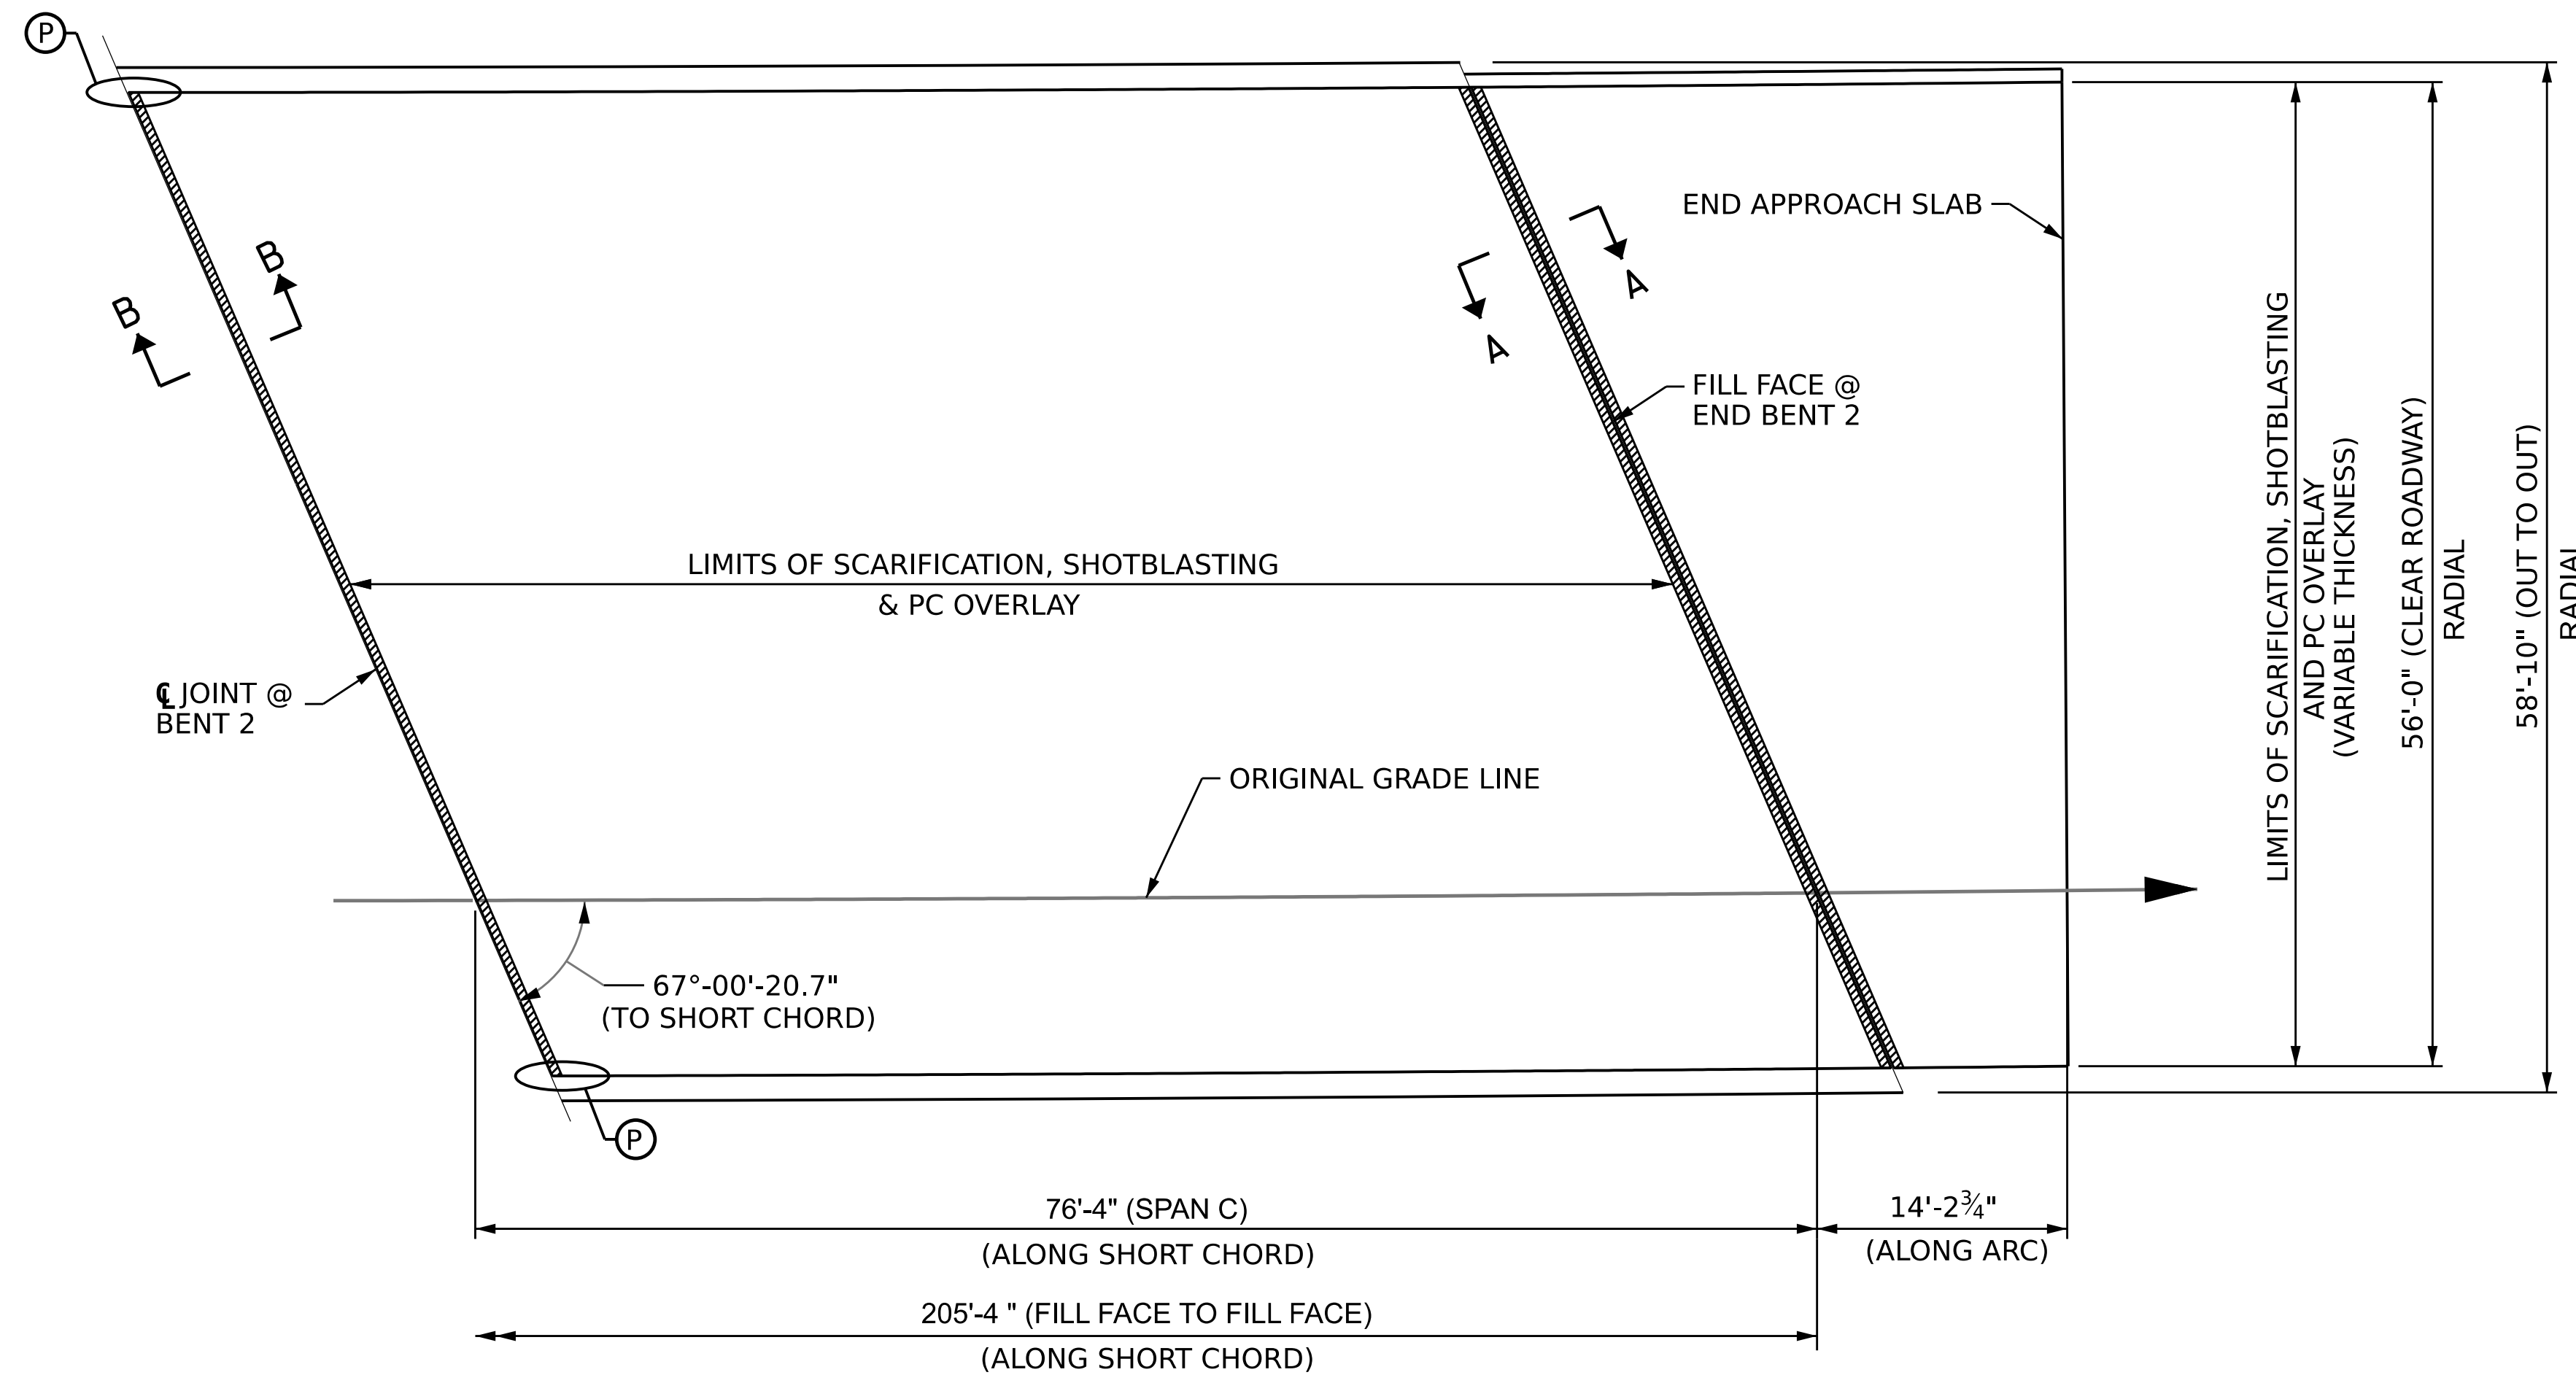 P
END APPROACH SLAB
B
B
A
A
FILL FACE @
END BENT 2
LIMITS OF SCARIFICATION, SHOTBLASTING
& PC OVERLAY
℄ JOINT @
BENT 2
ORIGINAL GRADE LINE
67°-00'-20.7"
(TO SHORT CHORD)
P
76'-4" (SPAN C)
(ALONG SHORT CHORD)
14'-2¾"
(ALONG ARC)
205'-4 " (FILL FACE TO FILL FACE)
(ALONG SHORT CHORD)
LIMITS OF SCARIFICATION, SHOTBLASTING
AND PC OVERLAY
(VARIABLE THICKNESS)
56'-0" (CLEAR ROADWAY)
RADIAL
58'-10" (OUT TO OUT)
RADIAL